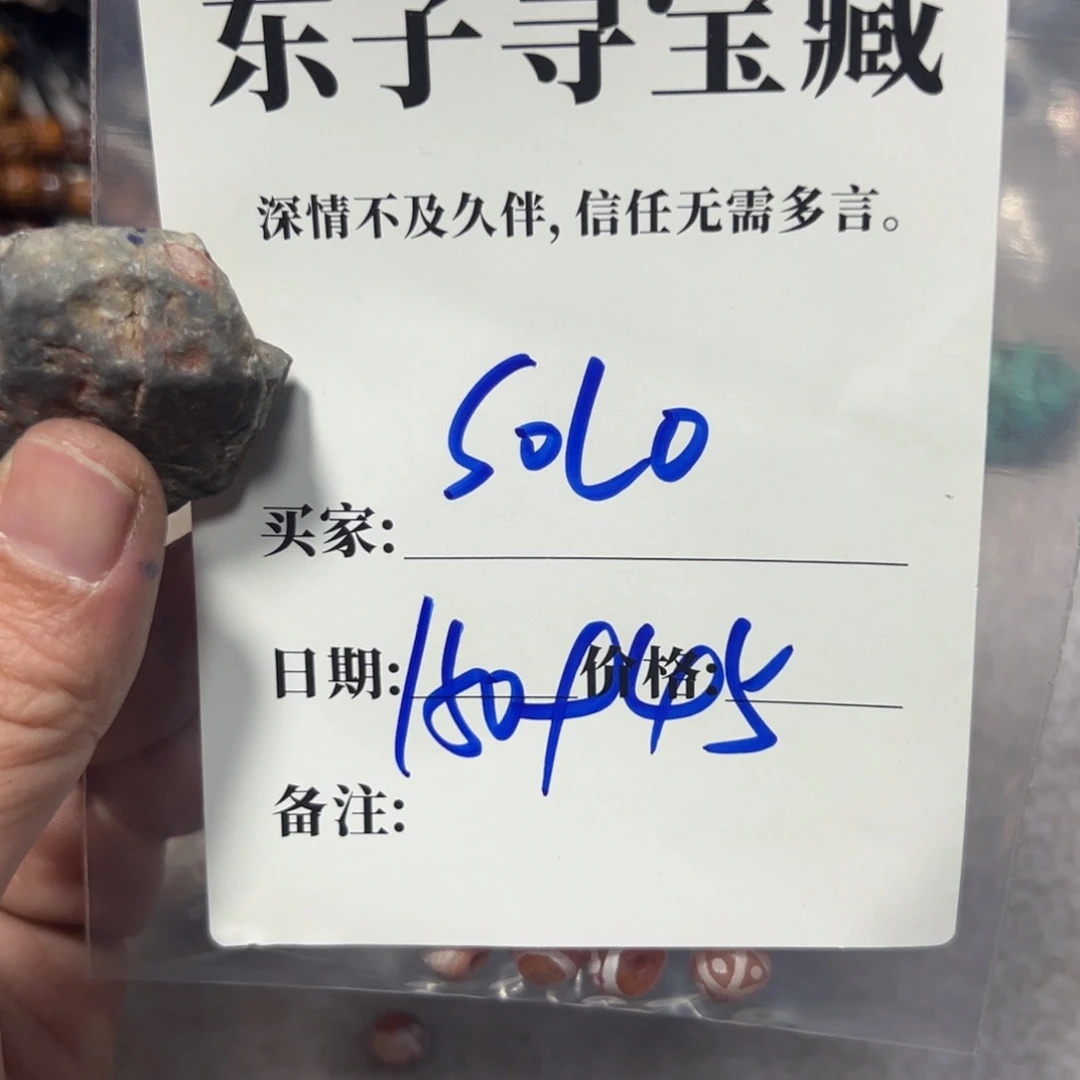 东子寻宝藏
深情不及久伴,信任无需多言。
买家: SOLO
日期: 价格:
备注: